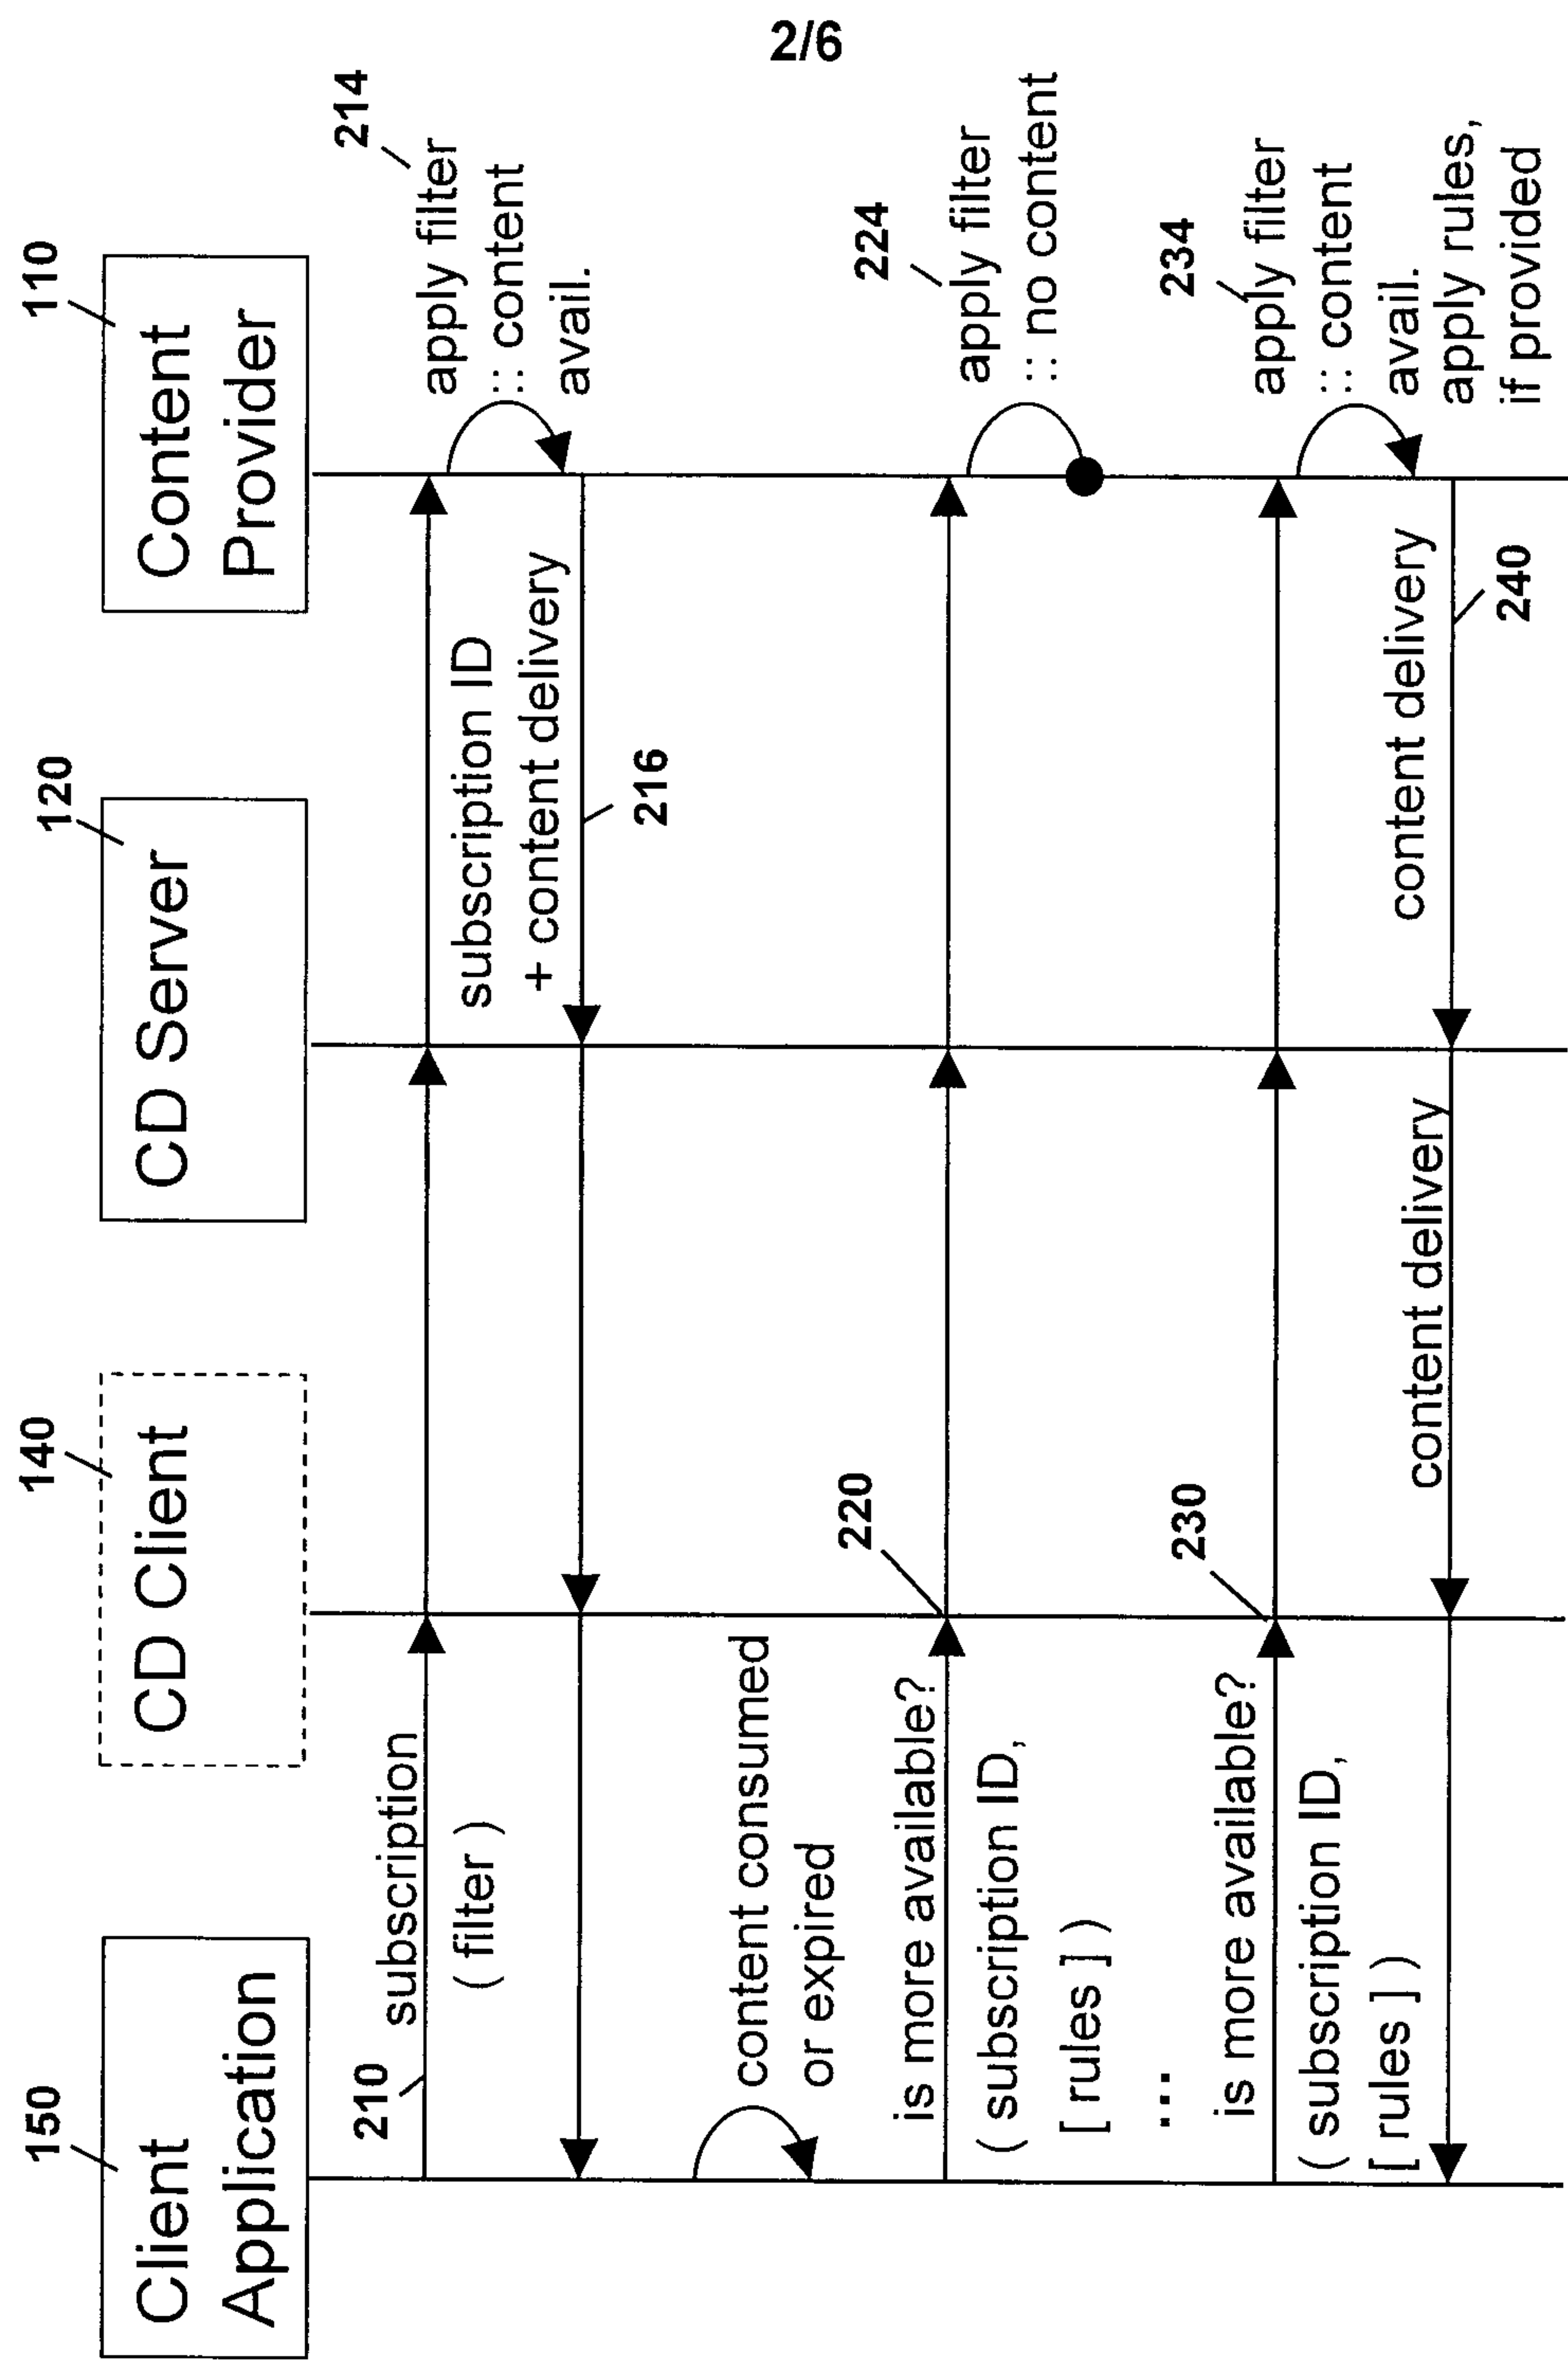 2/6
150
Client
Application
140
CD Client
120
CD Server
110
Content
Provider
210
subscription
( filter )
214
apply filter
:: content
avail.
subscription ID
+ content delivery
216
content consumed
or expired
220
is more available?
( subscription ID,
[ rules ] )
224
apply filter
:: no content
...
230
is more available?
( subscription ID,
[ rules ] )
234
apply filter
:: content
avail.
apply rules,
if provided
content delivery
content delivery
240